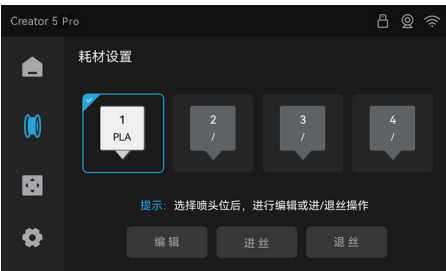 Creator 5 Pro
耗材设置
1 2 3 4
PLA / / /
提示: 选择喷头位后，进行编辑或进/退丝操作
编辑 进丝 退丝